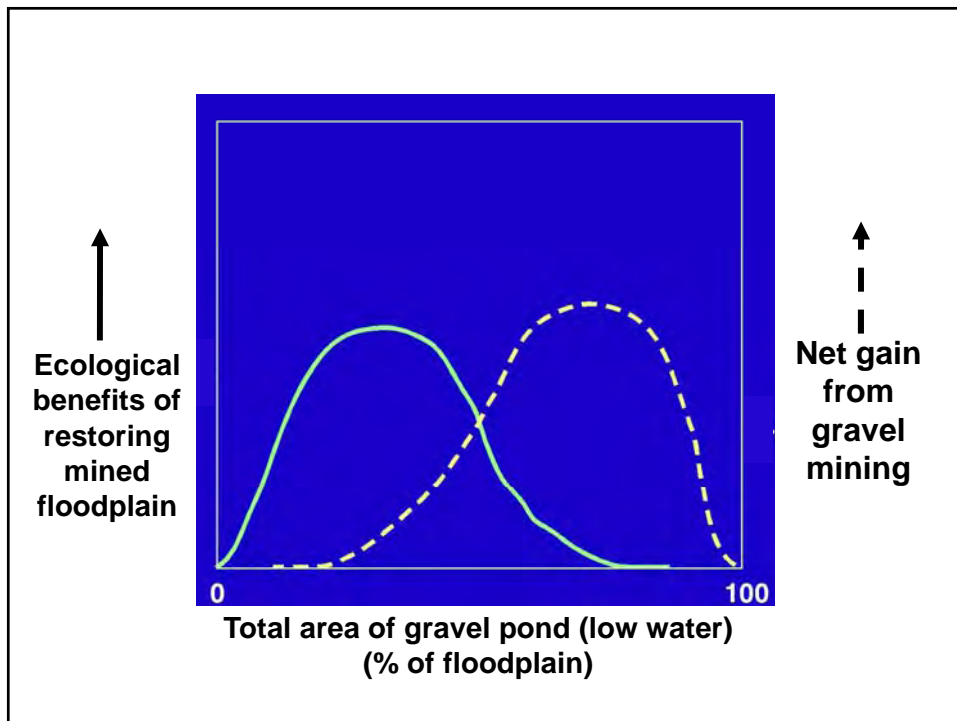 Ecological
benefits of
restoring
mined
floodplain
Net gain
from
gravel
mining
0
100
Total area of gravel pond (low water)
(% of floodplain)